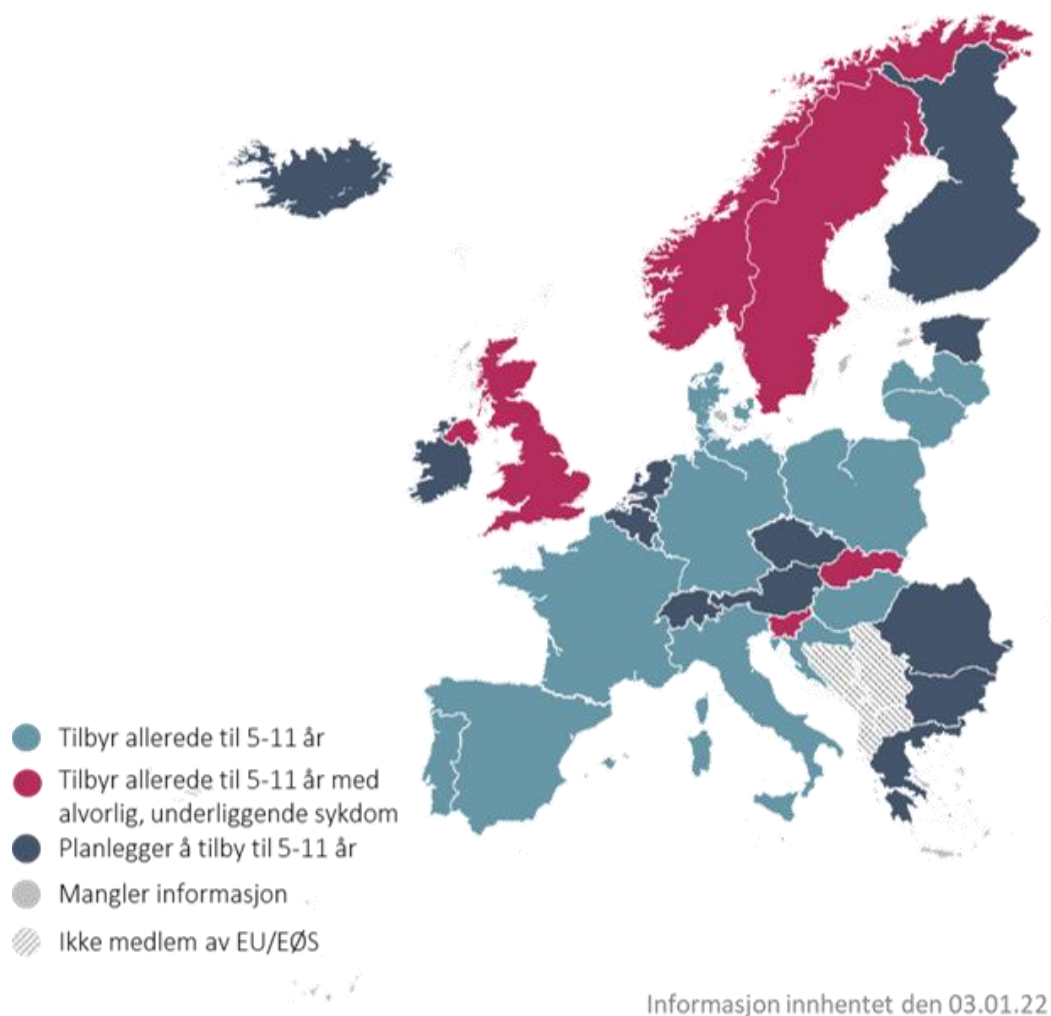 Tilbyr allerede til 5-11 år
Tilbyr allerede til 5-11 år med
alvorlig, underliggende sykdom
Planlegger å tilby til 5-11 år
Mangler informasjon
Ikke medlem av EU/EØS
Informasjon innhentet den 03.01.22